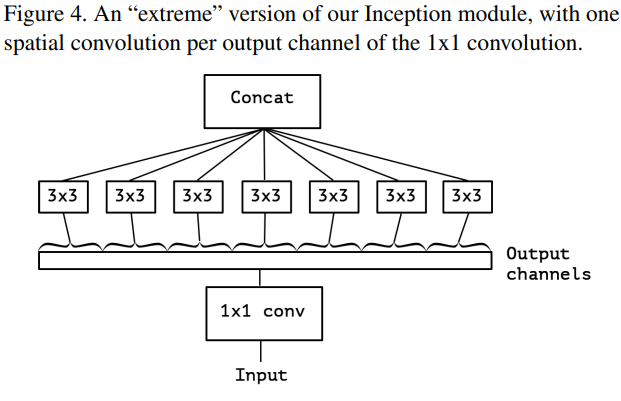 Figure 4. An “extreme” version of our Inception module, with one
spatial convolution per output channel of the 1x1 convolution.
Concat
3x3 3x3 3x3 3x3 3x3 3x3 3x3
Output
channels
1x1 conv
Input